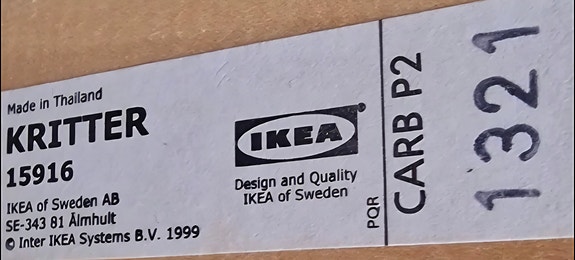 Made in Thailand
KRITTER
15916
IKEA of Sweden AB
SE-343 81 Älmhult
© Inter IKEA Systems B.V. 1999
IKEA®
Design and Quality
IKEA of Sweden
PQR
CARB P2
1321